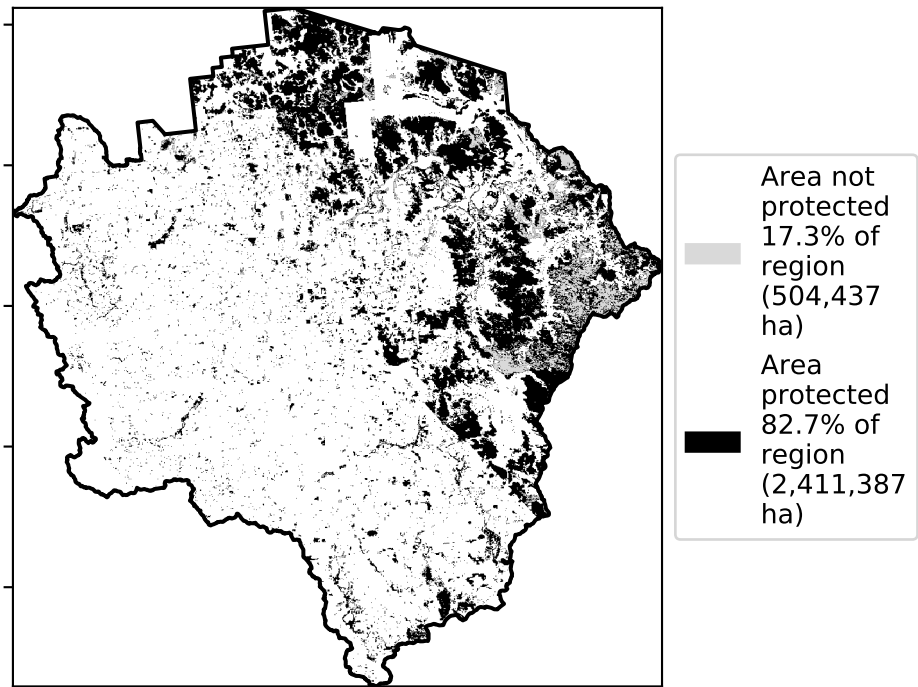 Area not
protected
17.3% of
region
(504,437
ha)
Area
protected
82.7% of
region
(2,411,387
ha)